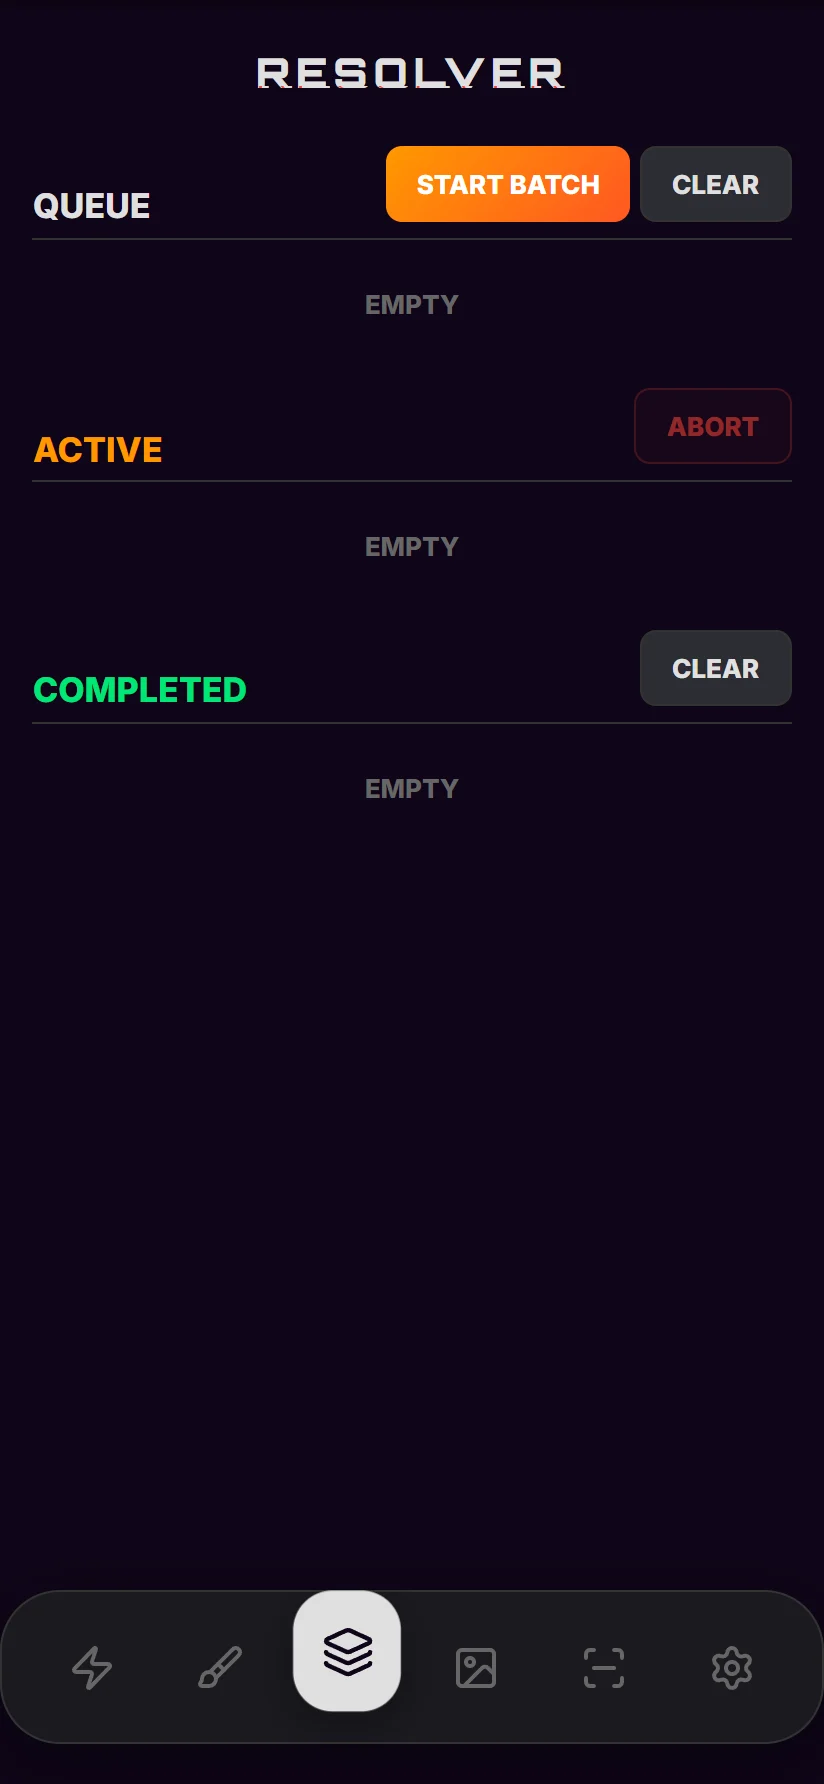 RESOLVER
QUEUE
START BATCH
CLEAR
EMPTY
ACTIVE
ABORT
EMPTY
COMPLETED
CLEAR
EMPTY